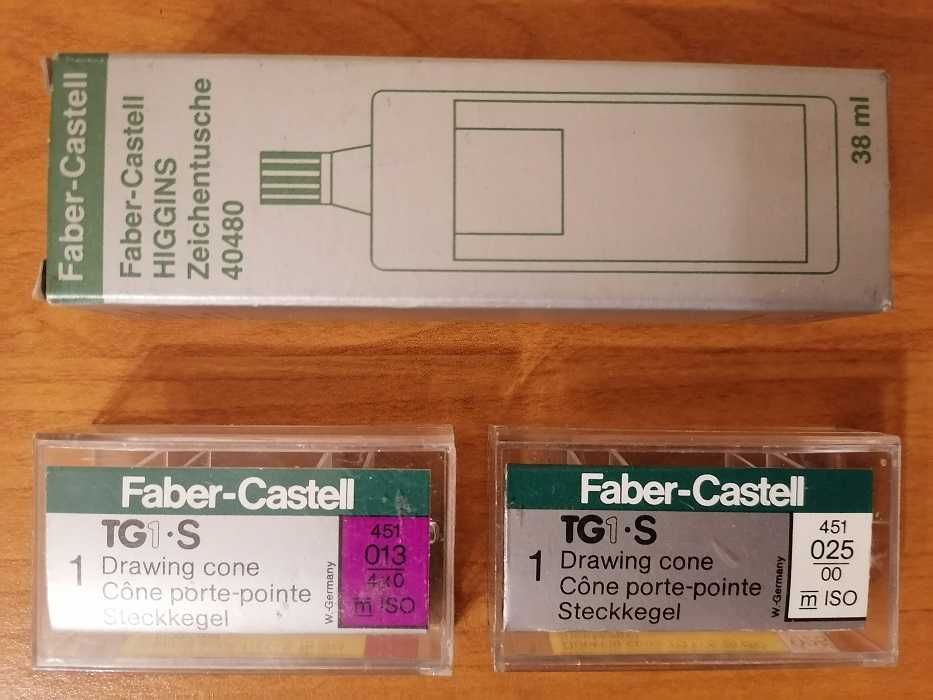 Faber-Castell
Faber-Castell
HIGGINS
Zeichentusche
40480
38 ml
Faber-Castell
TG1·S
1
Drawing cone
Cône porte-pointe
Steckkegel
W.-Germany
451
013
4x0
m ISO
Faber-Castell
TG1·S
1
Drawing cone
Cône porte-pointe
Steckkegel
W.-Germany
451
025
00
m ISO